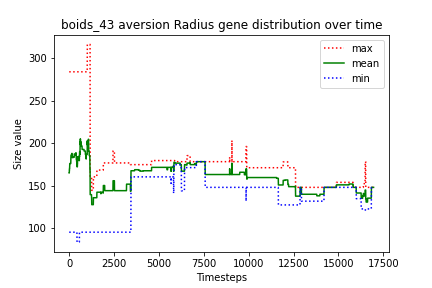 boids_43 aversion Radius gene distribution over time
max
mean
min
Size value
300
250
200
150
100
0
2500
5000
7500
10000
12500
15000
17500
Timesteps